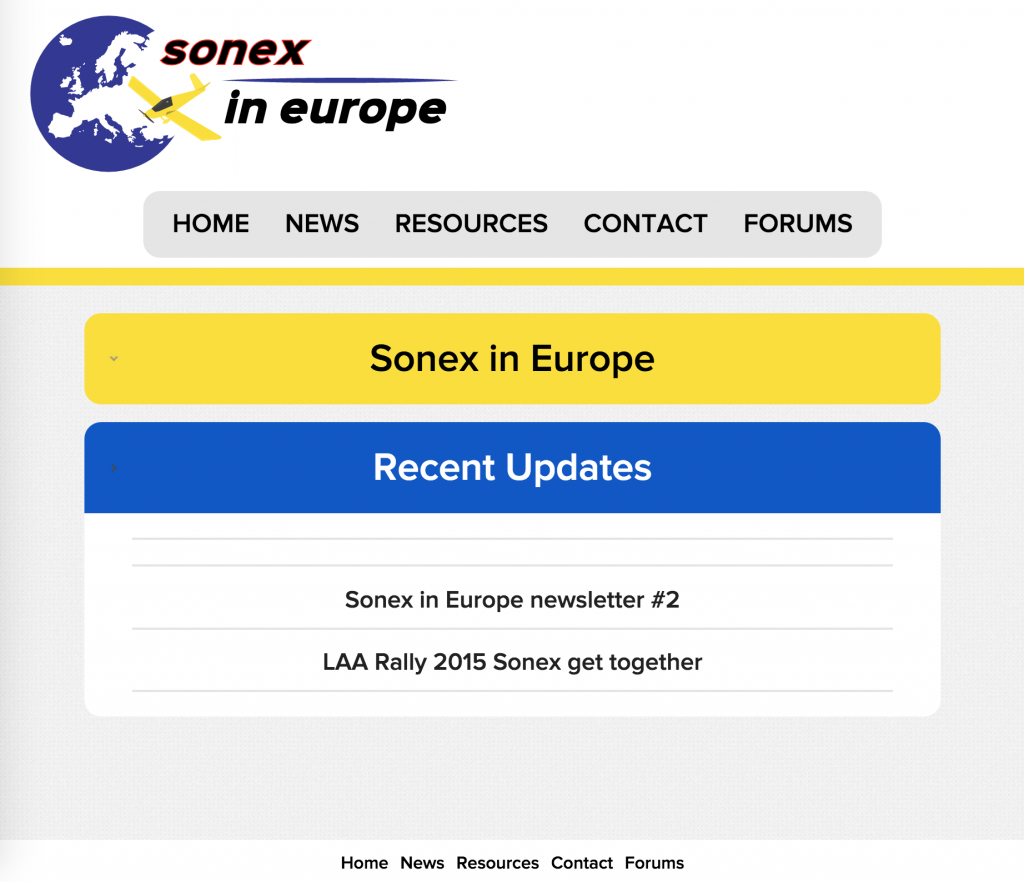 sonex
in europe
HOME NEWS RESOURCES CONTACT FORUMS
Sonex in Europe
Recent Updates
Sonex in Europe newsletter #2
LAA Rally 2015 Sonex get together
Home News Resources Contact Forums